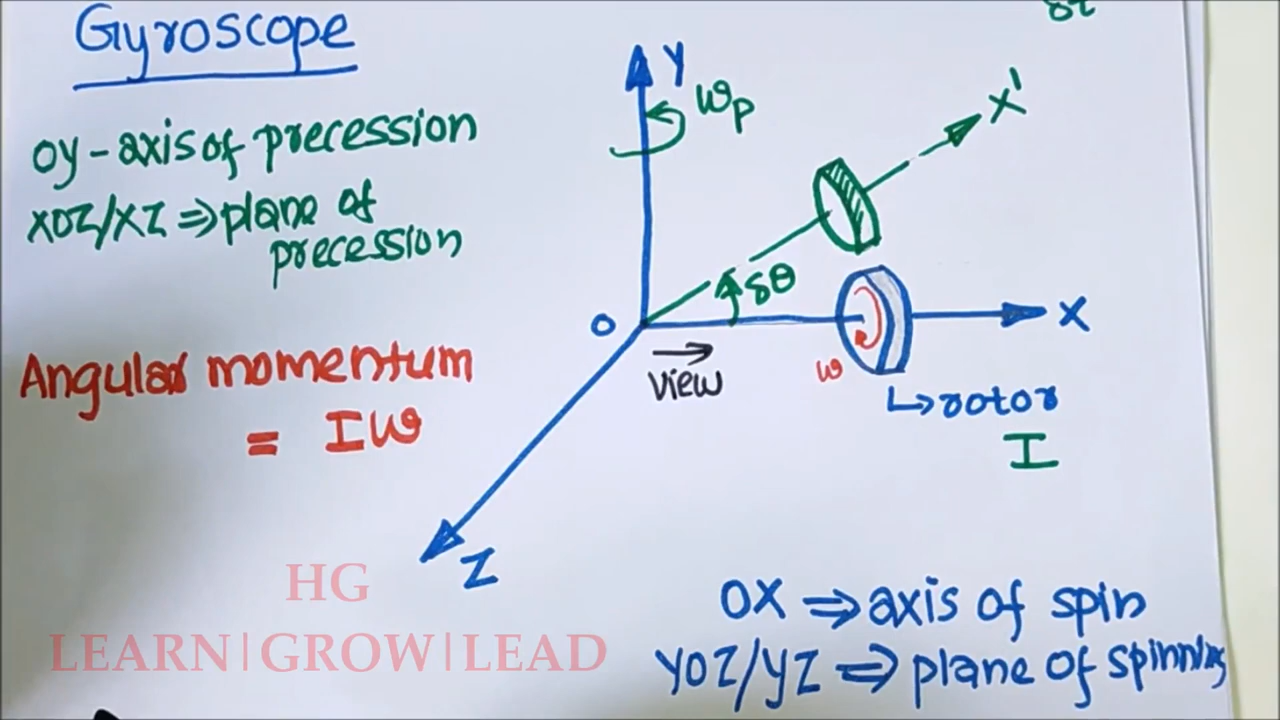 Gyroscope
δt
Y
ωp
X'
oy - axis of precession
XOZ/XZ ⇒ plane of
precession
δθ
O
X
view
ω
↳ rotor
I
Angular momentum
= Iω
Z
HG
LEARN|GROW|LEAD
OX ⇒ axis of spin
YOZ/YZ ⇒ plane of spinning